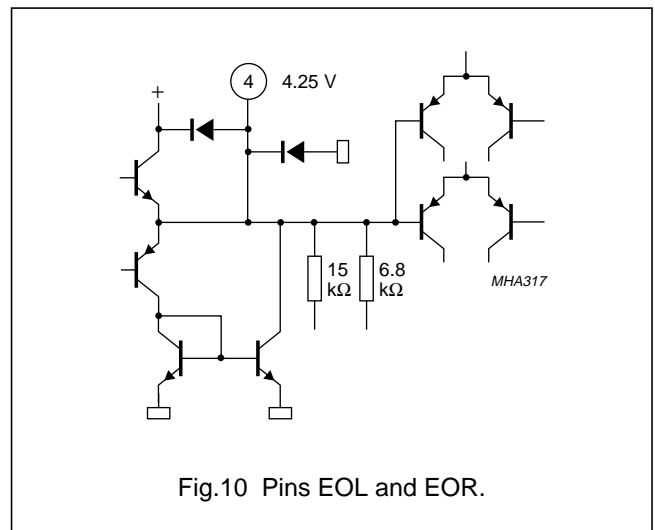 4 4.25 V
+
15 kΩ
6.8 kΩ
MHA317
Fig.10 Pins EOL and EOR.